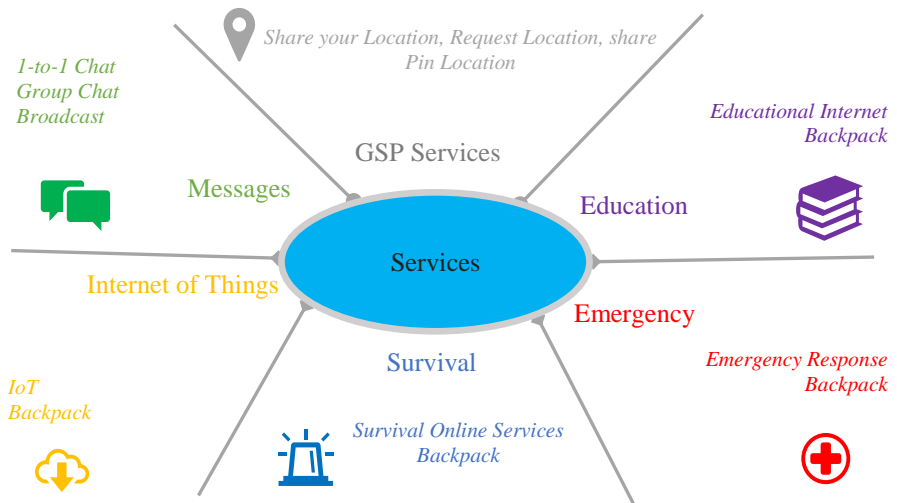 Share your Location, Request Location, share
Pin Location
1-to-1 Chat
Group Chat
Broadcast
Educational Internet
Backpack
GSP Services
Messages
Education
Services
Internet of Things
Emergency
Survival
Emergency Response
Backpack
IoT
Backpack
Survival Online Services
Backpack